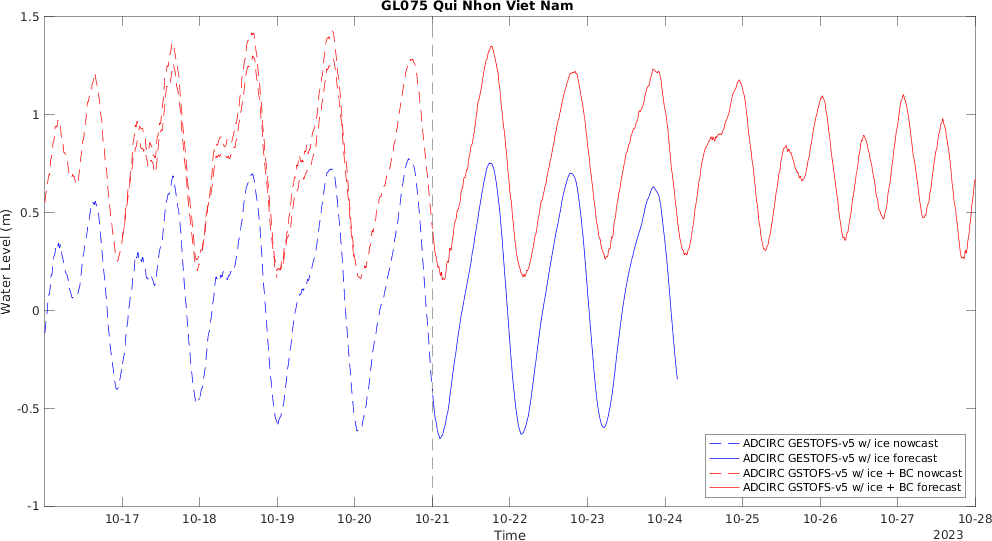 GL075 Qui Nhon Viet Nam
Water Level (m)
1.5
1
0.5
0
-0.5
-1
ADCIRC GESTOFS-v5 w/ ice nowcast
ADCIRC GESTOFS-v5 w/ ice forecast
ADCIRC GSTOFS-v5 w/ ice + BC nowcast
ADCIRC GSTOFS-v5 w/ ice + BC forecast
10-17 10-18 10-19 10-20 10-21 10-22 10-23 10-24 10-25 10-26 10-27 10-28
Time
2023